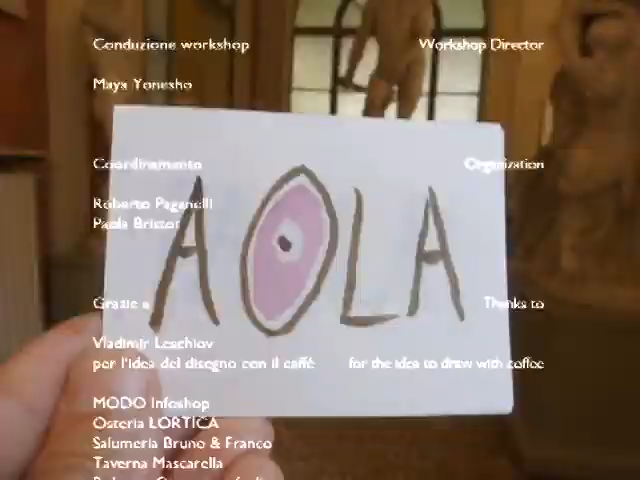 Conduzione workshop Workshop Director
Maya Yonesho
Coordinamento Organization
Roberto Paganelli
Paola Bristot
AOLA
Grazie a Thanks to
Vladimir Leschiov
per l'idea del disegno con il caffè for the idea to draw with coffee
MODO Infoshop
Osteria LORTICA
Salumeria Bruno & Franco
Taverna Mascarella